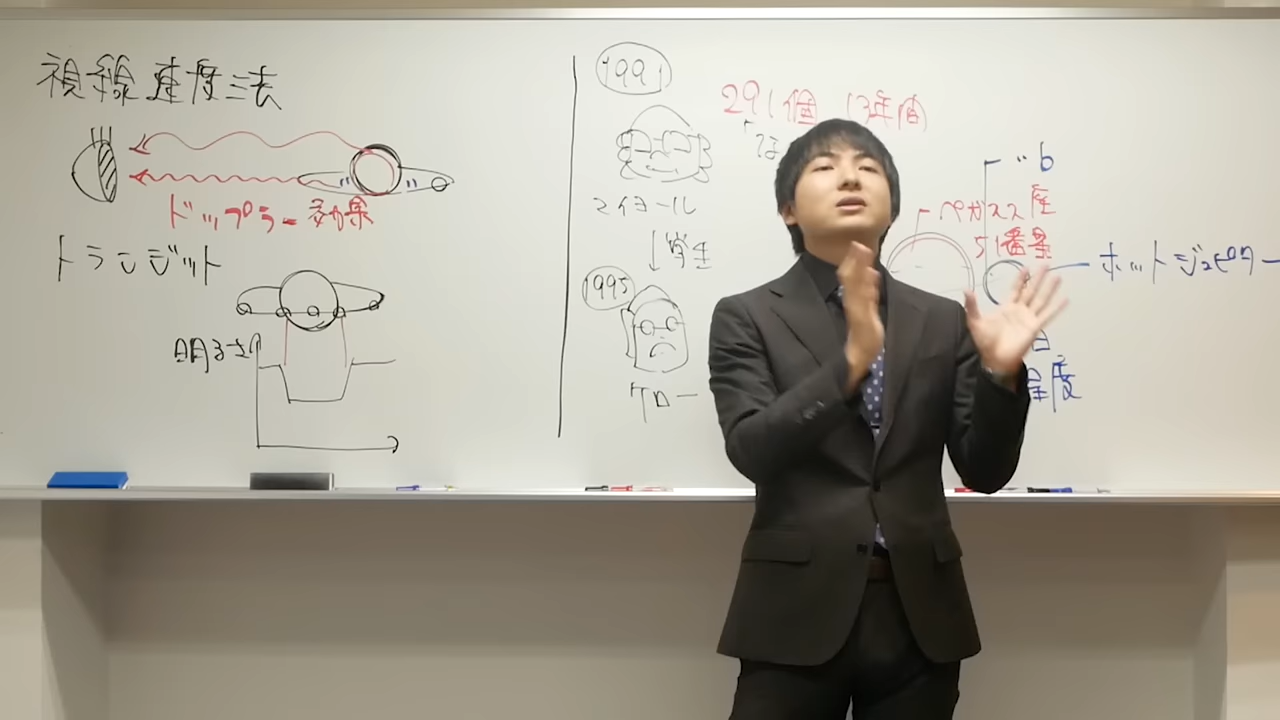 視線速度法
ドップラー効果
トランジット
明るさ
1991
マイヨール
↓学生
1995
ケロー
291個 13年間
b
ペガスス座
51番星
ホットジュピター
度